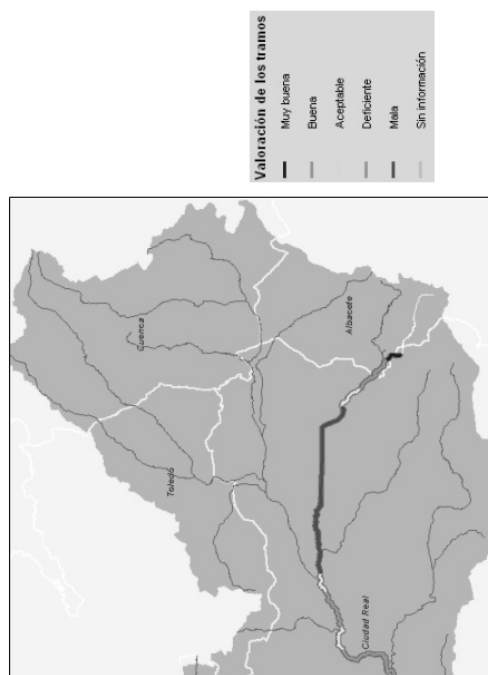 Valoración de los tramos
Muy buena
Buena
Aceptable
Deficiente
Mala
Sin información
Cuenca
Toledo
Albacete
Ciudad Real